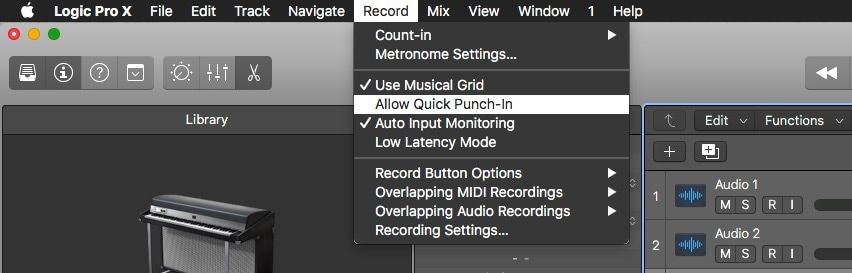 Logic Pro X File Edit Track Navigate Record Mix View Window 1 Help
Count-in
Metronome Settings...
Use Musical Grid
Allow Quick Punch-In
Auto Input Monitoring
Low Latency Mode
Record Button Options
Overlapping MIDI Recordings
Overlapping Audio Recordings
Recording Settings...
Library
Edit Functions
1 Audio 1
M S R I
2 Audio 2
M S R I